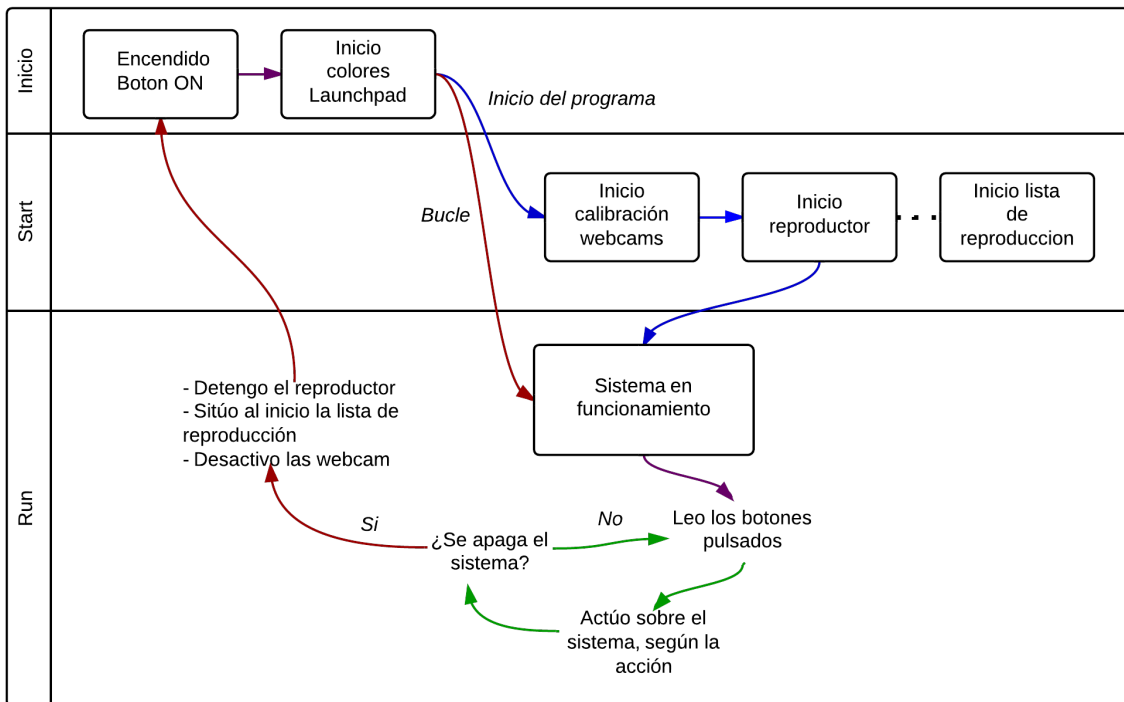 Inicio
Encendido
Boton ON
Inicio
colores
Launchpad
Inicio del programa
Start
Bucle
Inicio
calibración
webcams
Inicio
reproductor
Inicio lista
de
reproduccion
Run
- Detengo el reproductor
- Sitúo al inicio la lista de
reproducción
- Desactivo las webcam
Sistema en
funcionamiento
Si
¿Se apaga el
sistema?
No
Leo los botones
pulsados
Actúo sobre el
sistema, según la
acción